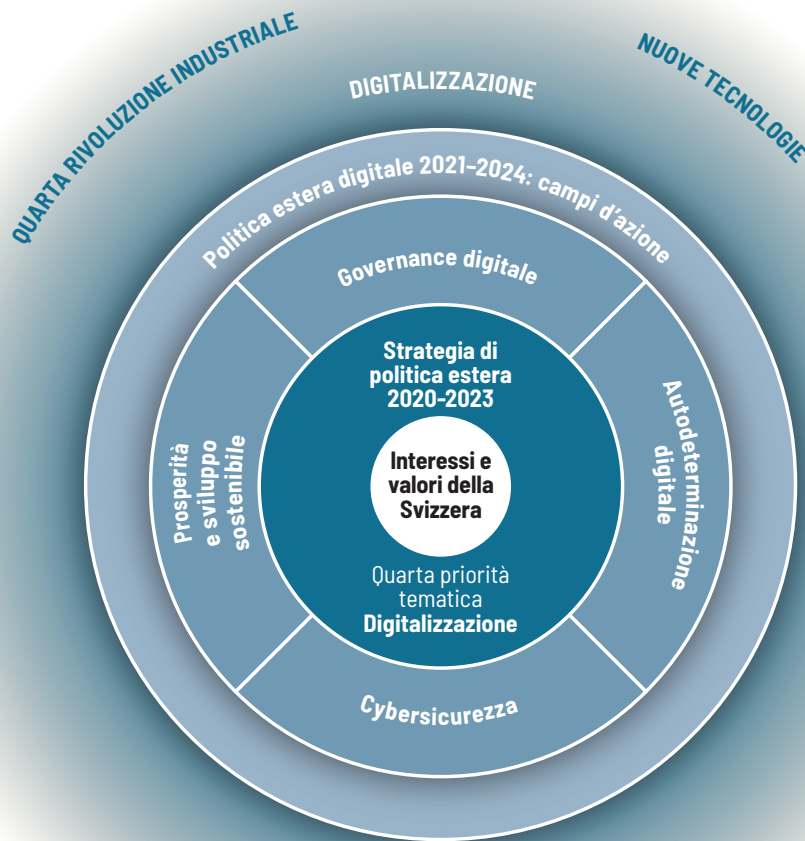 QUARTA RIVOLUZIONE INDUSTRIALE
DIGITALIZZAZIONE
NUOVE TECNOLOGIE
Politica estera digitale 2021–2024: campi d'azione
Governance digitale
Strategia di
politica estera
2020-2023
Prosperità
e sviluppo
sostenibile
Interessi e
valori della
Svizzera
Autodeterminazione
digitale
Quarta priorità
tematica
Digitalizzazione
Cybersicurezza